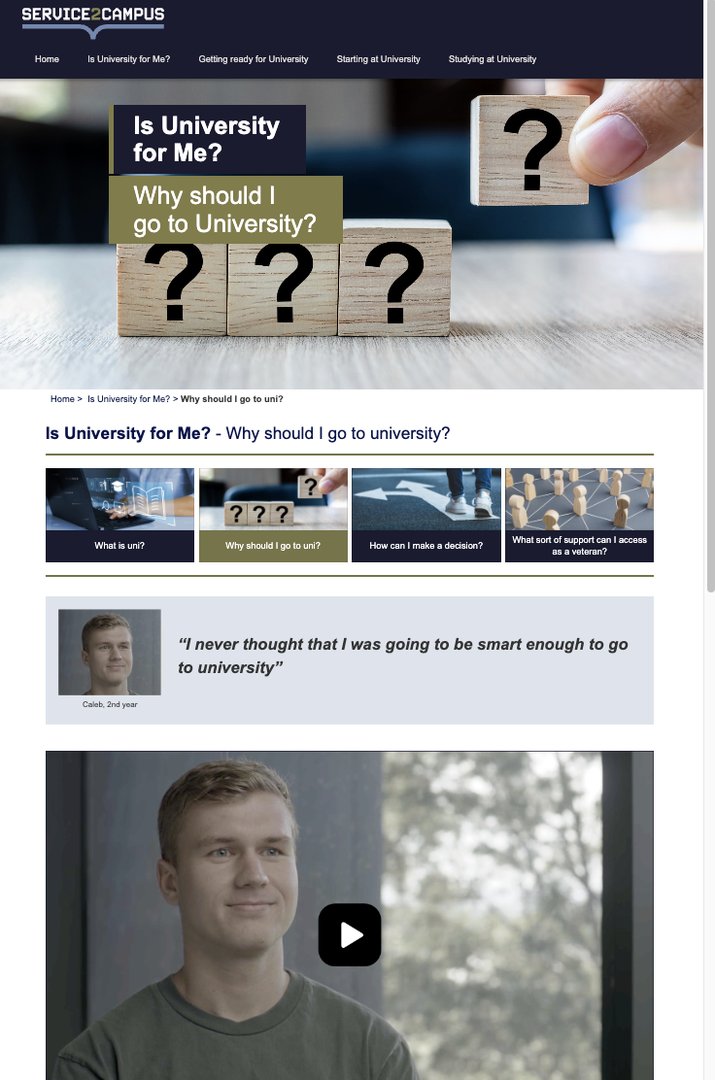 SERVICE2CAMPUS
Home Is University for Me? Getting ready for University Starting at University Studying at University
Is University
for Me?
Why should I
go to University?
?
? ? ?
Home > Is University for Me? > Why should I go to uni?
Is University for Me? - Why should I go to university?
?
? ? ?
What is uni? Why should I go to uni? How can I make a decision? What sort of support can I access
as a veteran?
“I never thought that I was going to be smart enough to go
to university”
Caleb, 2nd year